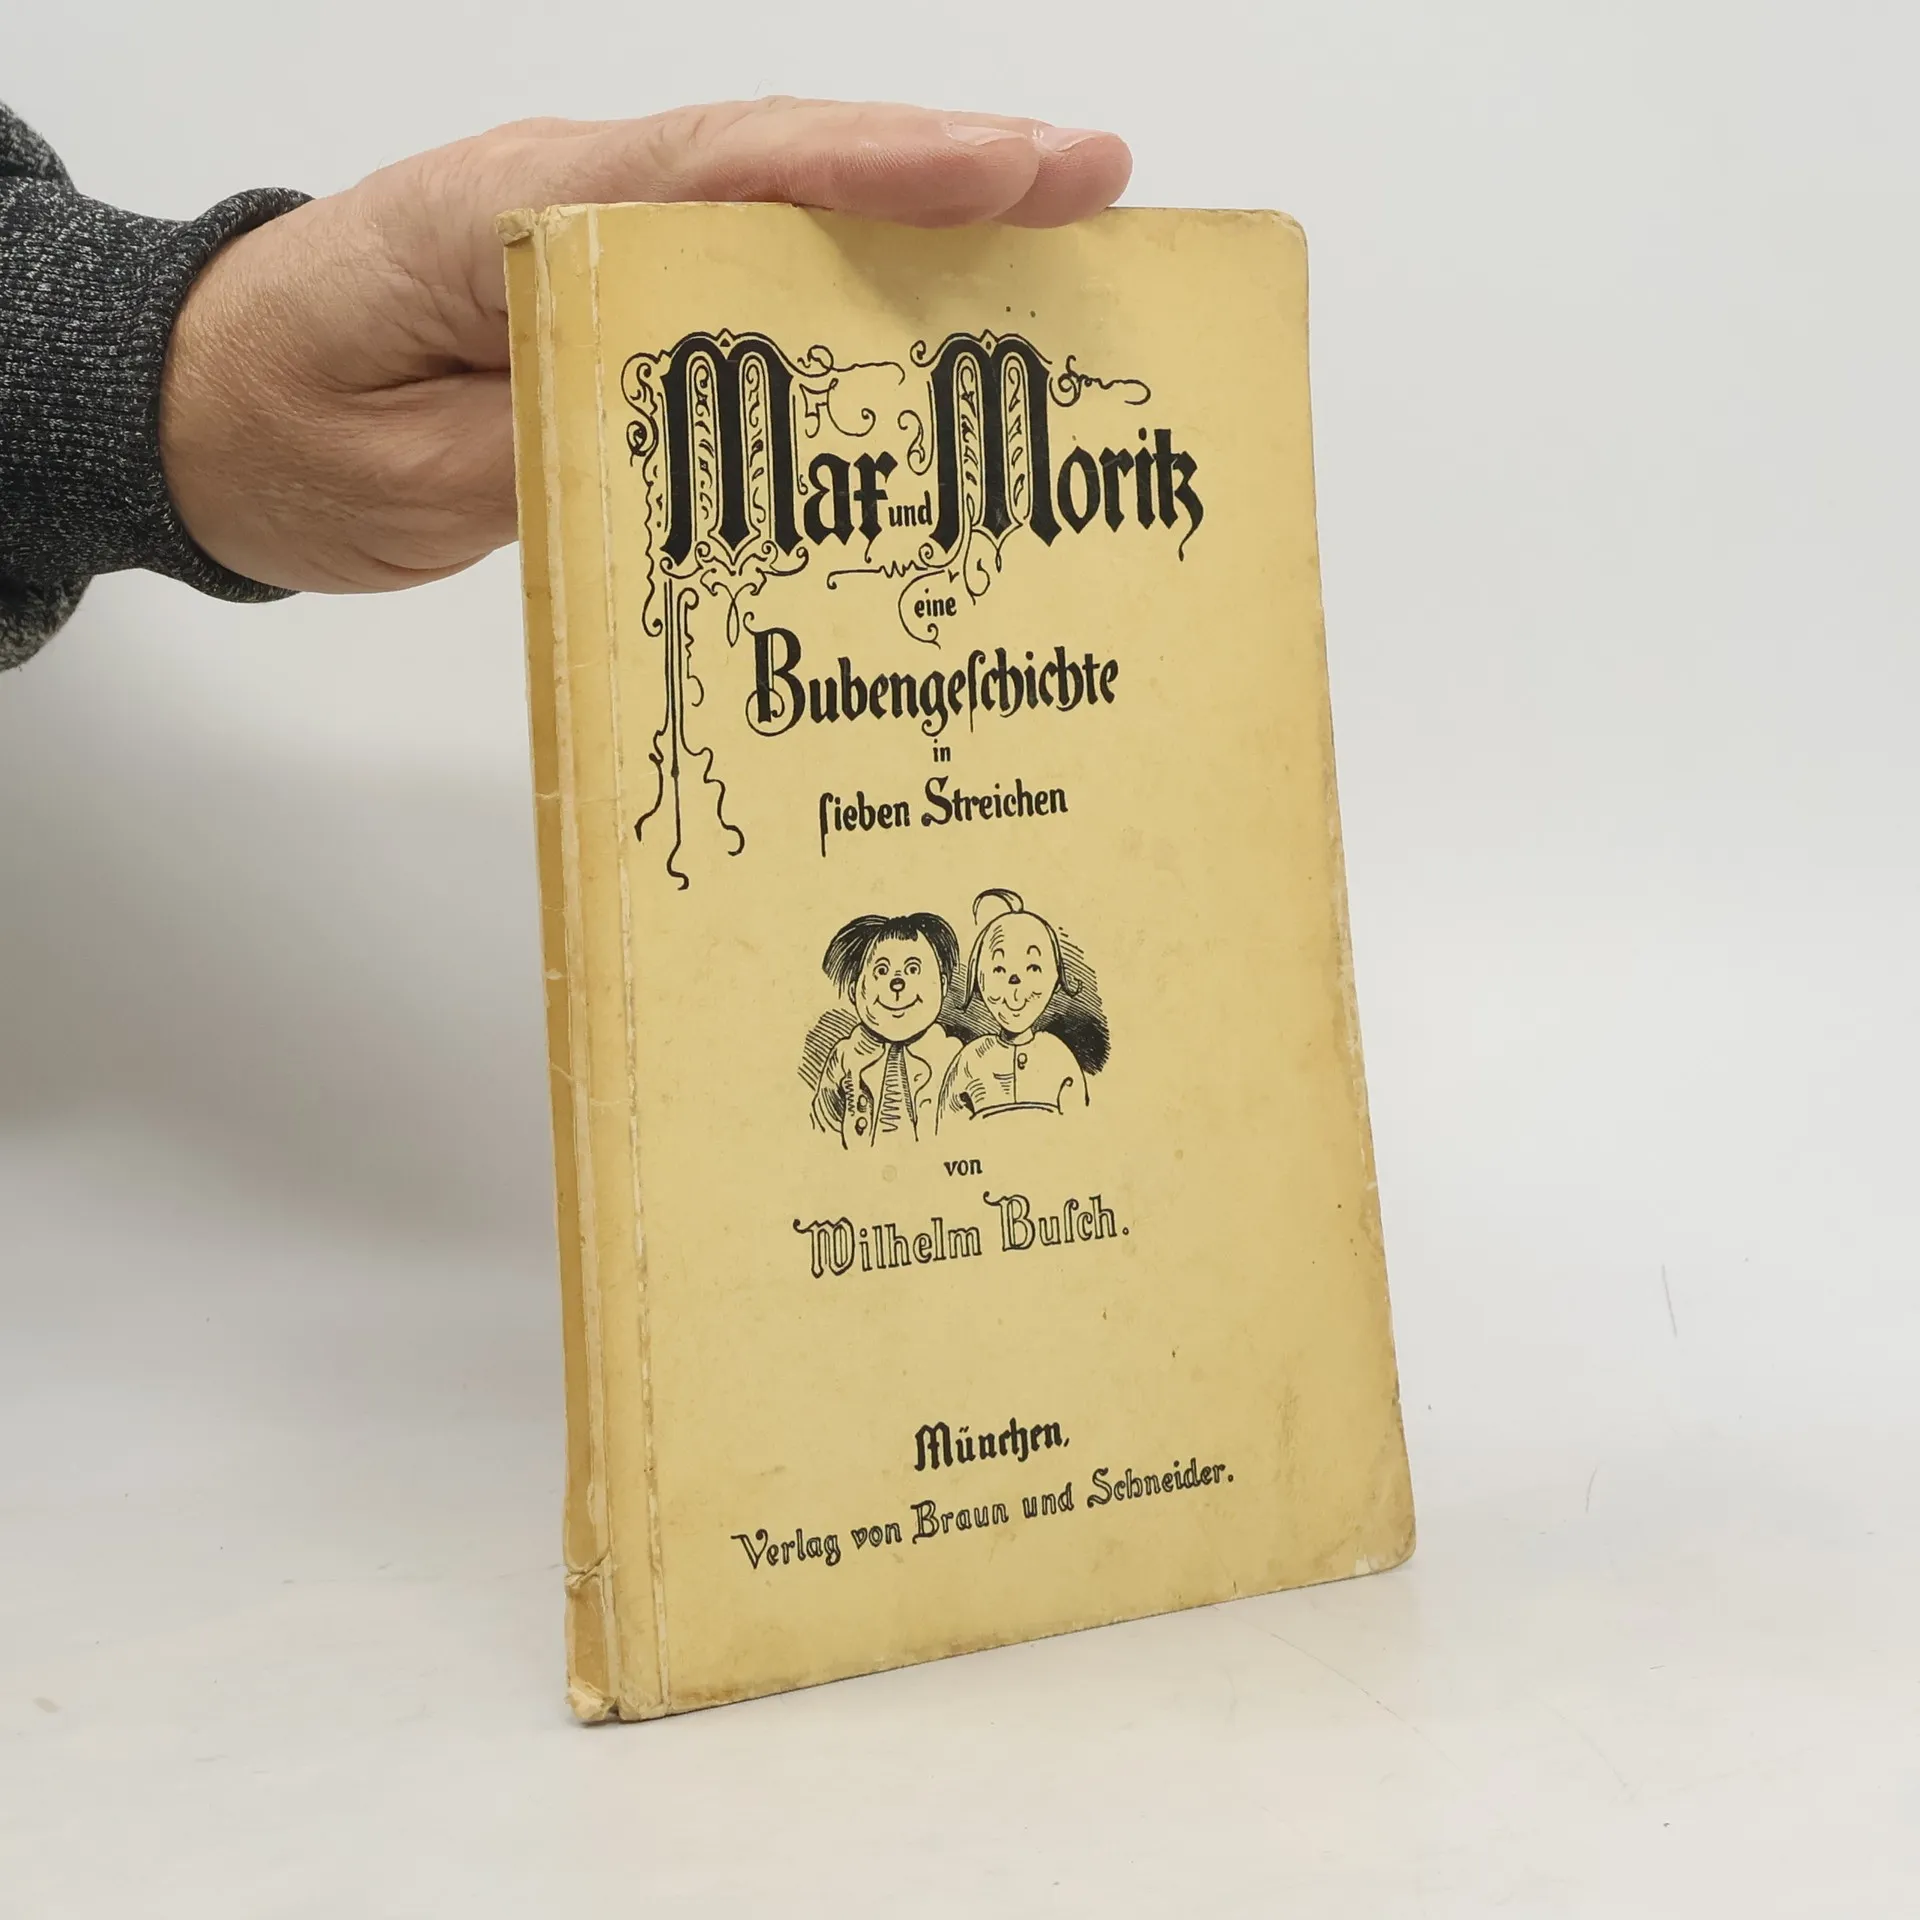 Max und Moritz
eine
Bubengeſchichte
in
ſieben Streichen
von
Wilhelm Buſch.
München,
Verlag von Braun und Schneider.